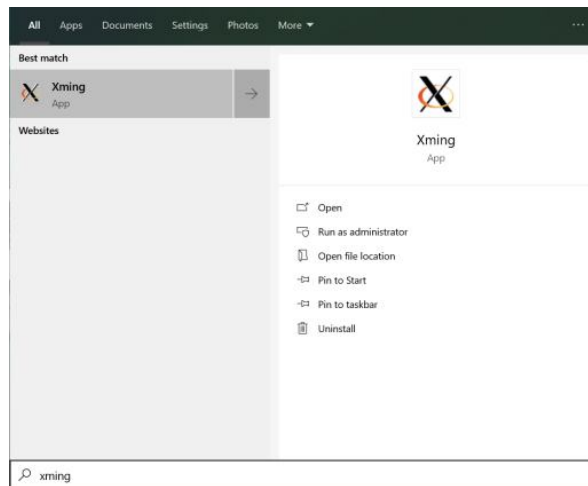 All Apps Documents Settings Photos More
Best match
Xming
App
Websites
Xming
App
Open
Run as administrator
Open file location
Pin to Start
Pin to taskbar
Uninstall
xming